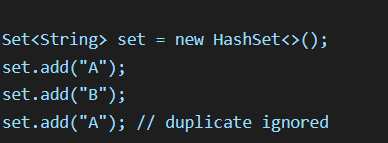 Set<String> set = new HashSet<>();
set.add("A");
set.add("B");
set.add("A"); // duplicate ignored